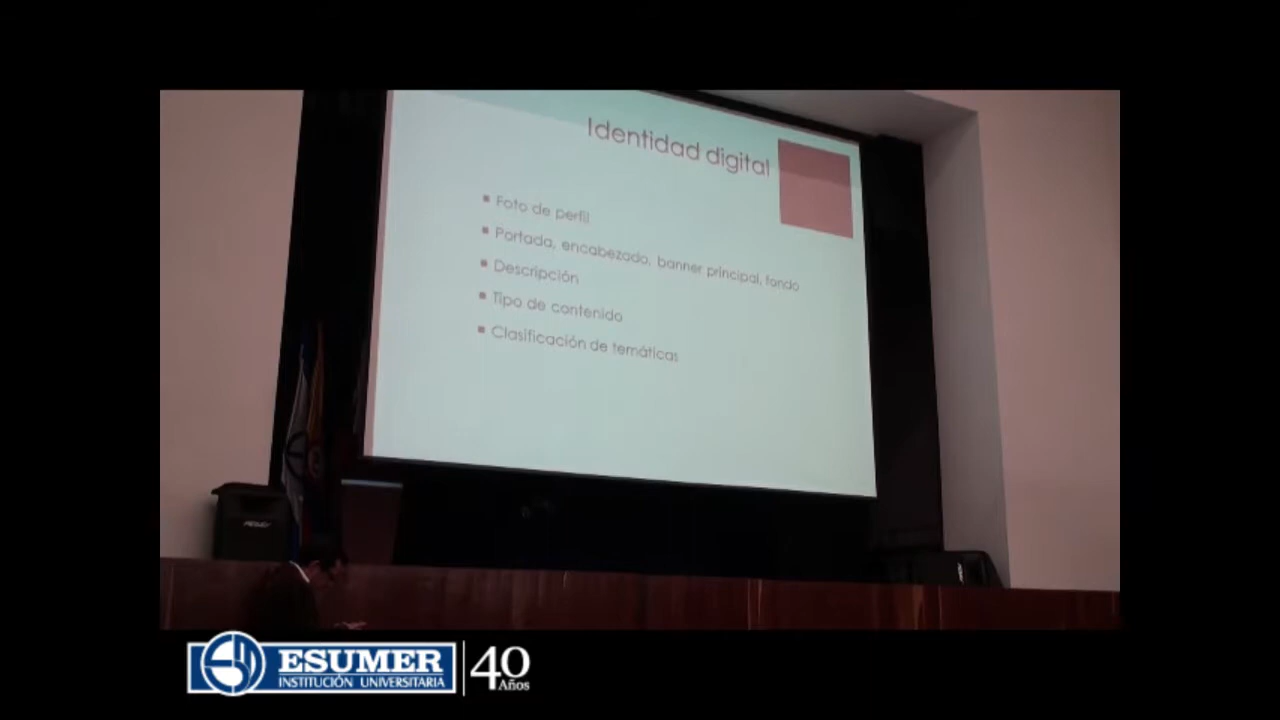 Identidad digital
Foto de perfil
Portada, encabezado, banner principal, fondo
Descripción
Tipo de contenido
Clasificación de temáticas
ESUMER
INSTITUCIÓN UNIVERSITARIA
40
Años